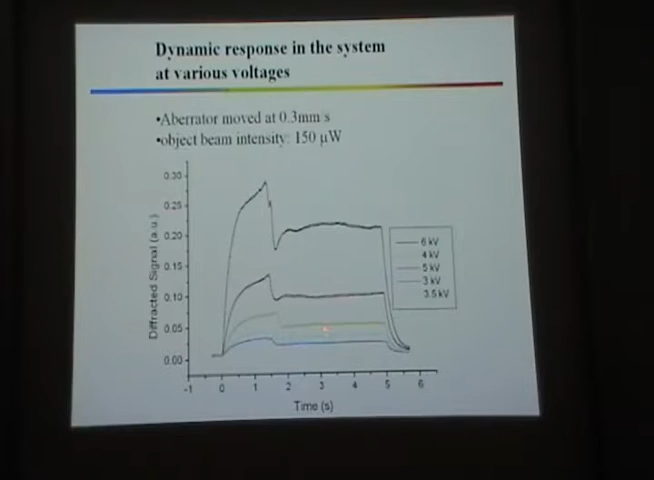 Dynamic response in the system
at various voltages
•Aberrator moved at 0.3mm s
•object beam intensity: 150 µW
0.30
0.25
0.20
0.15
0.10
0.05
0.00
Diffracted Signal (a.u.)
6 kV
4 kV
5 kV
3 kV
3.5 kV
-1 0 1 2 3 4 5 6
Time (s)